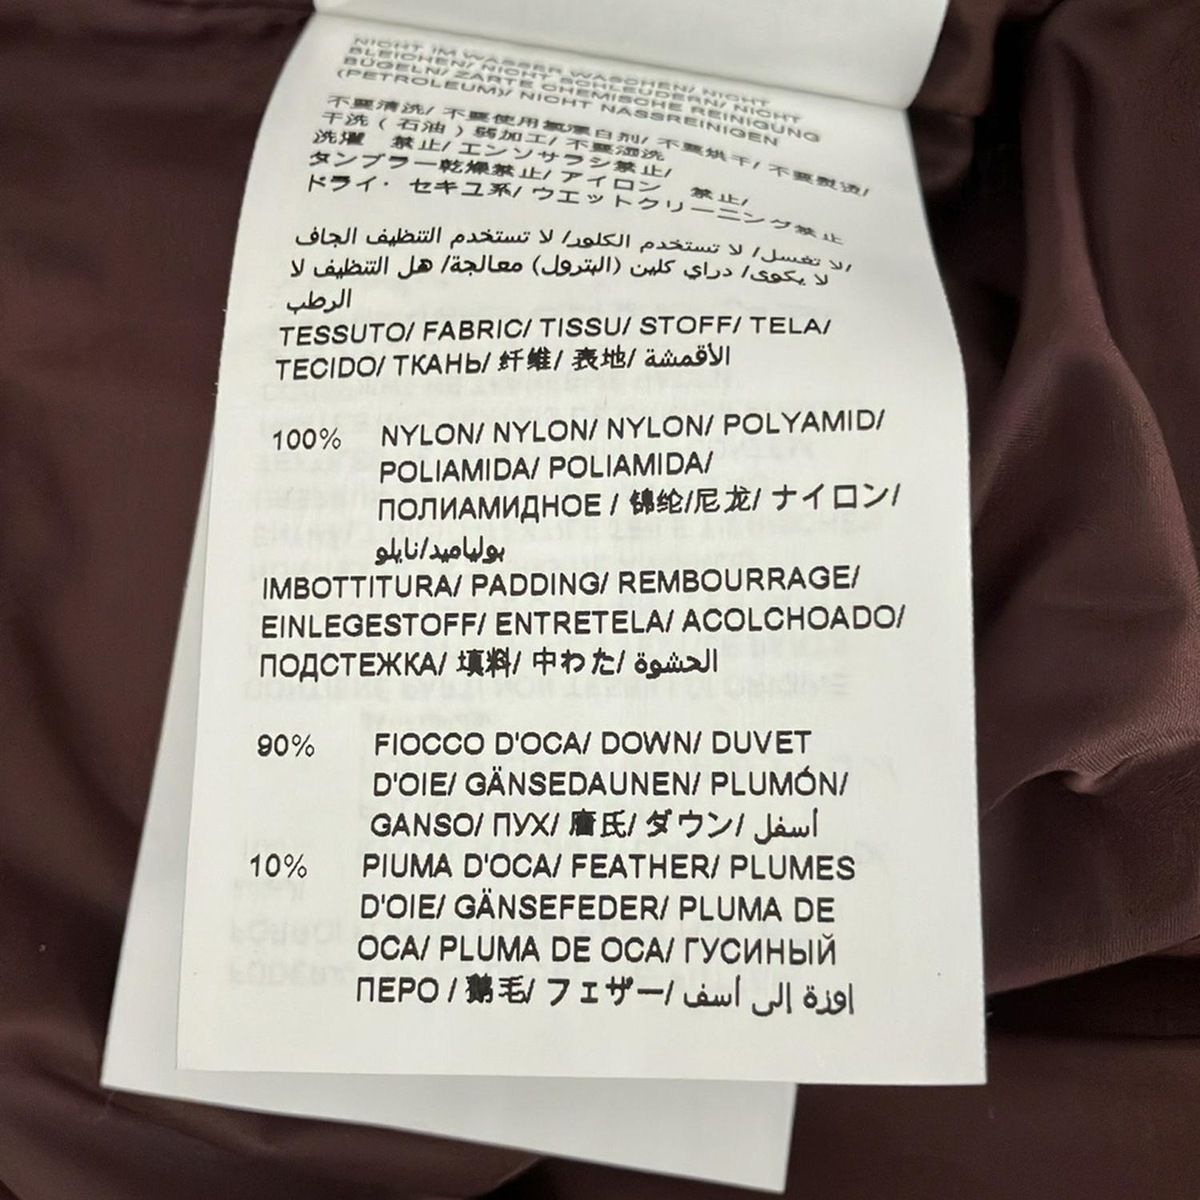 NICHT IM WASSER WASCHEN/ NICHT
BLEICHEN/ NICHT SCHLEUDERN/ NICHT
BÜGELN/ ZARTE CHEMISCHE REINIGUNG
(PETROLEUM)/ NICHT NASSREINIGEN
不要清洗/ 不要使用氯漂白剂/ 不要烘干/ 不要熨烫/
干洗 ( 石油 ) 弱加工/ 不要湿洗
洗濯 禁止/ エンソサラシ禁止/
タンブラー乾燥禁止/ アイロン 禁止/
ドライ・ セキユ系/ ウエットクリーニング禁止
لا تغسل/ لا تستخدم الكلور/ لا تستخدم التنظيف الجاف/
لا يكوى/ دراي كلين (البترول) معالجة/ هل التنظيف لا
الرطب
TESSUTO/ FABRIC/ TISSU/ STOFF/ TELA/
TECIDO/ ТКАНЬ/ 纤维/ 表地/ الأقمشة
100% NYLON/ NYLON/ NYLON/ POLYAMID/
POLIAMIDA/ POLIAMIDA/
ПОЛИАМИДНОЕ / 锦纶/尼龙/ ナイロン/
بولياميد/نايلو
IMBOTTITURA/ PADDING/ REMBOURRAGE/
EINLEGESTOFF/ ENTRETELA/ ACOLCHOADO/
ПОДСТЕЖКА/ 填料/ 中わた/ الحشوة
90% FIOCCO D'OCA/ DOWN/ DUVET
D'OIE/ GÄNSEDAUNEN/ PLUMÓN/
GANSO/ ПУХ/ 唐氏/ ダウン/ أسفل
10% PIUMA D'OCA/ FEATHER/ PLUMES
D'OIE/ GÄNSEFEDER/ PLUMA DE
OCA/ PLUMA DE OCA/ ГУСИНЫЙ
ПЕРО / 鹅毛/ フェザー/ اوزة إلى أسف